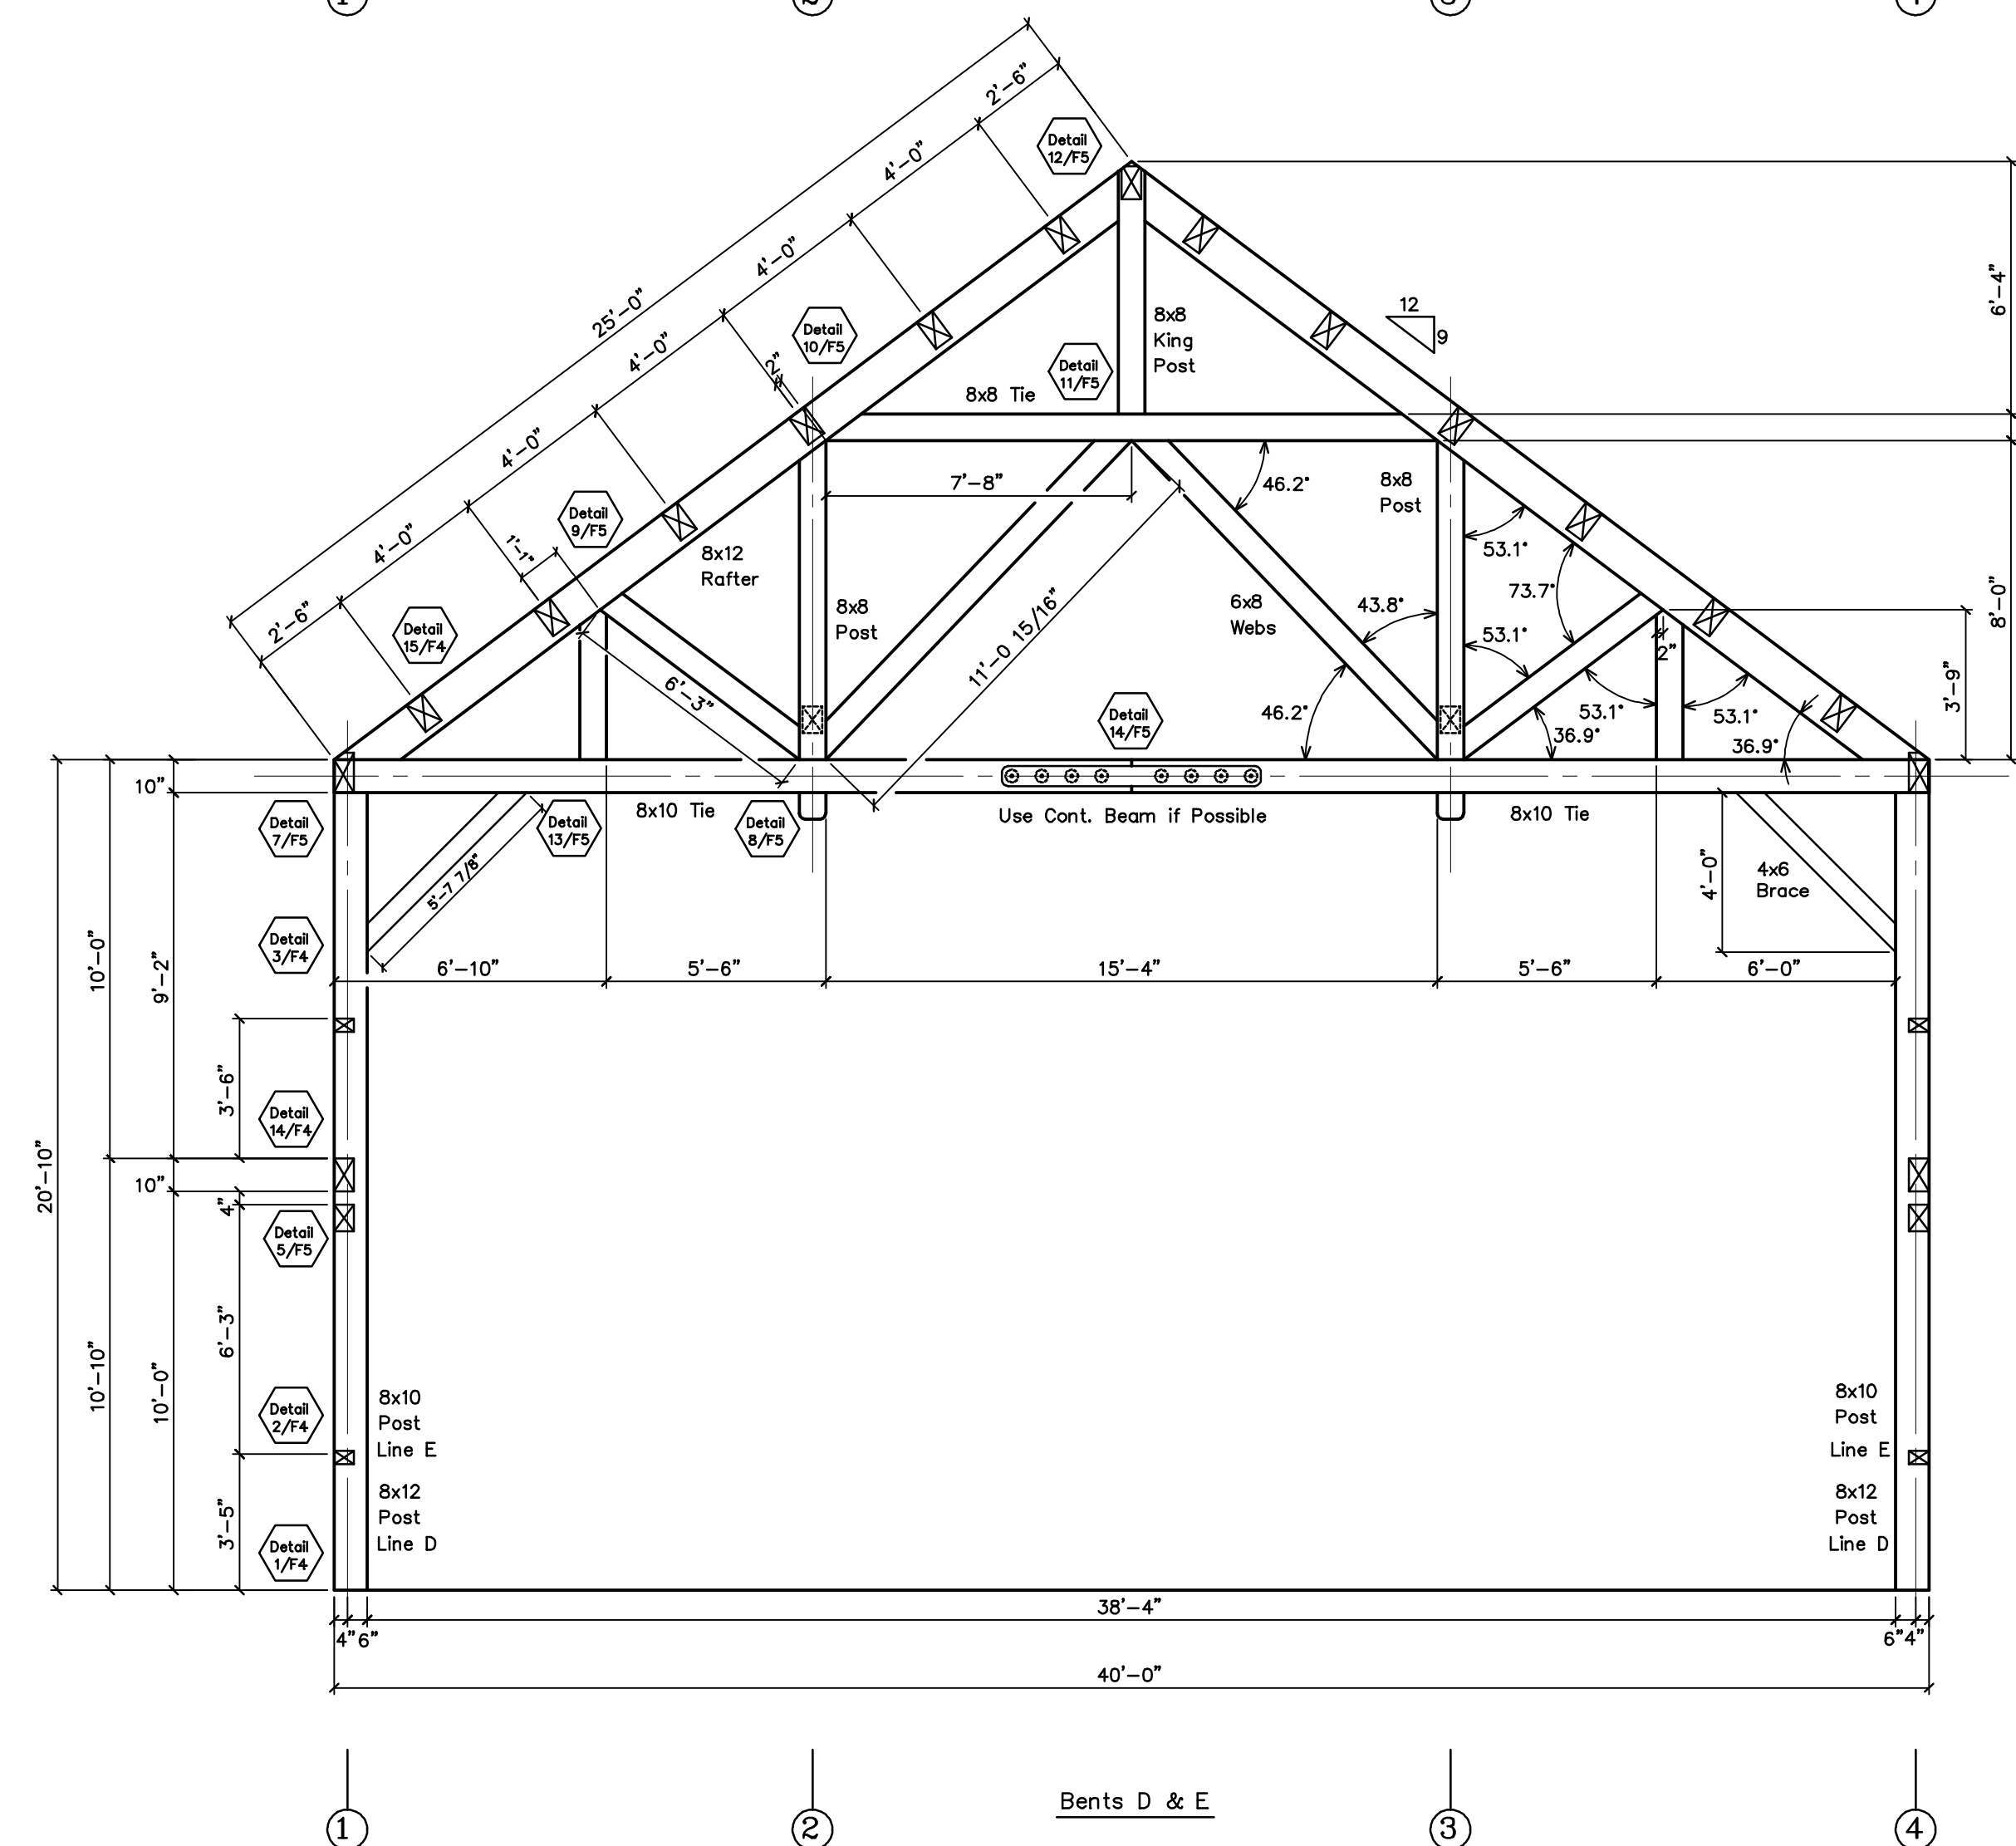 1
2
3
4
2'-6"
4'-0"
4'-0"
4'-0"
4'-0"
4'-0"
2'-6"
25'-0"
2"
1'-1"
Detail
12/F5
Detail
10/F5
Detail
11/F5
Detail
9/F5
Detail
15/F4
8x8
King
Post
8x8 Tie
12
9
6'-4"
8'-0"
3'-9"
7'-8"
46.2°
8x8
Post
53.1°
73.7°
8x12
Rafter
8x8
Post
6x8
Webs
43.8°
53.1°
2"
11'-0 15/16"
6'-3"
46.2°
53.1°
36.9°
53.1°
36.9°
Detail
14/F5
10"
Detail
7/F5
8x10 Tie
Detail
13/F5
Detail
8/F5
Use Cont. Beam if Possible
8x10 Tie
5'-7 7/8"
4'-0"
4x6
Brace
Detail
3/F4
10'-0"
9'-2"
6'-10"
5'-6"
15'-4"
5'-6"
6'-0"
3'-6"
Detail
14/F4
20'-10"
10"
4"
Detail
5/F5
6'-3"
10'-10"
10'-0"
Detail
2/F4
8x10
Post
Line E
8x12
Post
Line D
8x10
Post
Line E
8x12
Post
Line D
3'-5"
Detail
1/F4
38'-4"
4" 6"
6" 4"
40'-0"
Bents D & E
1
2
3
4